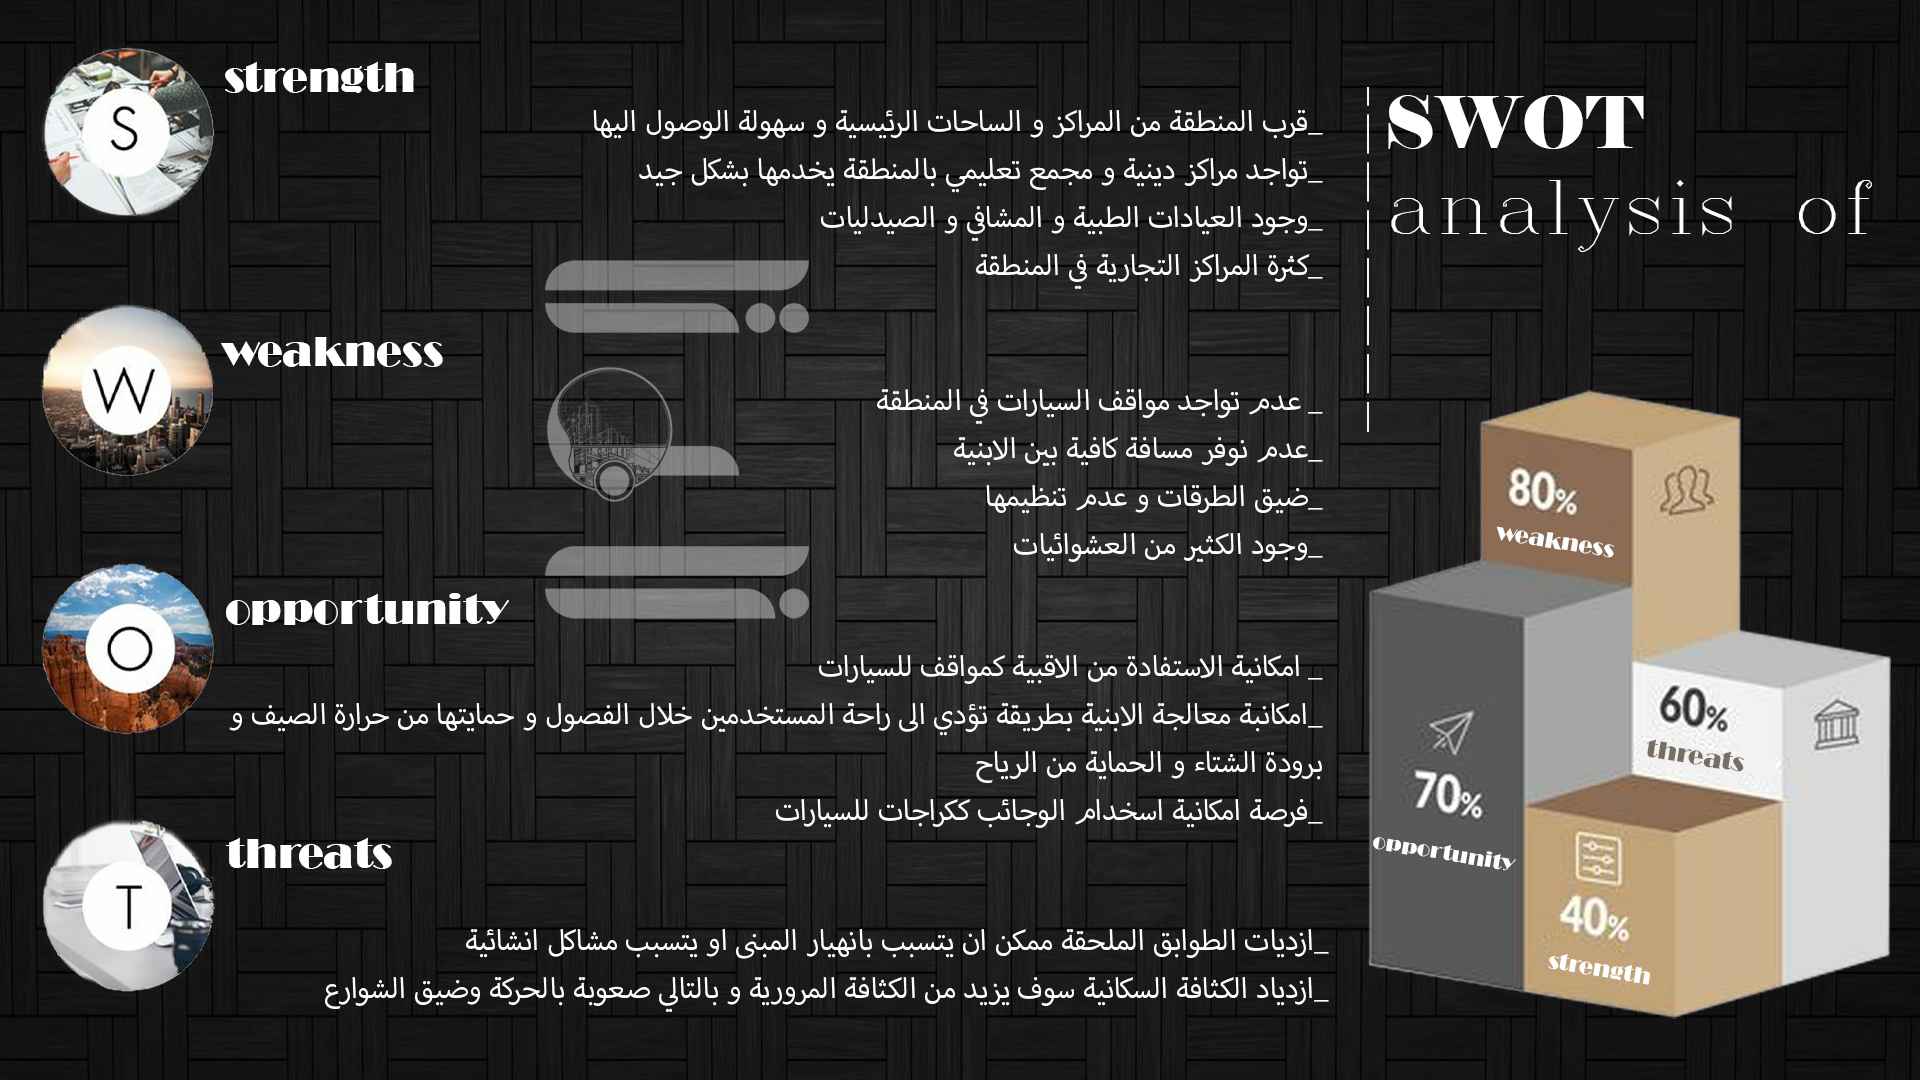 SWOT
analysis of
S
strength
_قرب المنطقة من المراكز و الساحات الرئيسية و سهولة الوصول اليها
_تواجد مراكز دينية و مجمع تعليمي بالمنطقة يخدمها بشكل جيد
_وجود العيادات الطبية و المشافي و الصيدليات
_كثرة المراكز التجارية في المنطقة
W
weakness
_ عدم تواجد مواقف السيارات في المنطقة
_عدم نوفر مسافة كافية بين الابنية
_ضيق الطرقات و عدم تنظيمها
_وجود الكثير من العشوائيات
O
opportunity
_ امكانية الاستفادة من الاقبية كمواقف للسيارات
_امكانبة معالجة الابنية بطريقة تؤدي الى راحة المستخدمين خلال الفصول و حمايتها من حرارة الصيف و
برودة الشتاء و الحماية من الرياح
_فرصة امكانية اسخدام الوجائب ككراجات للسيارات
T
threats
_ازديات الطوابق الملحقة ممكن ان يتسبب بانهيار المبنى او يتسبب مشاكل انشائية
_ازدياد الكثافة السكانية سوف يزيد من الكثافة المرورية و بالتالي صعوبة بالحركة وضيق الشوارع
80%
weakness
60%
threats
70%
opportunity
40%
strength